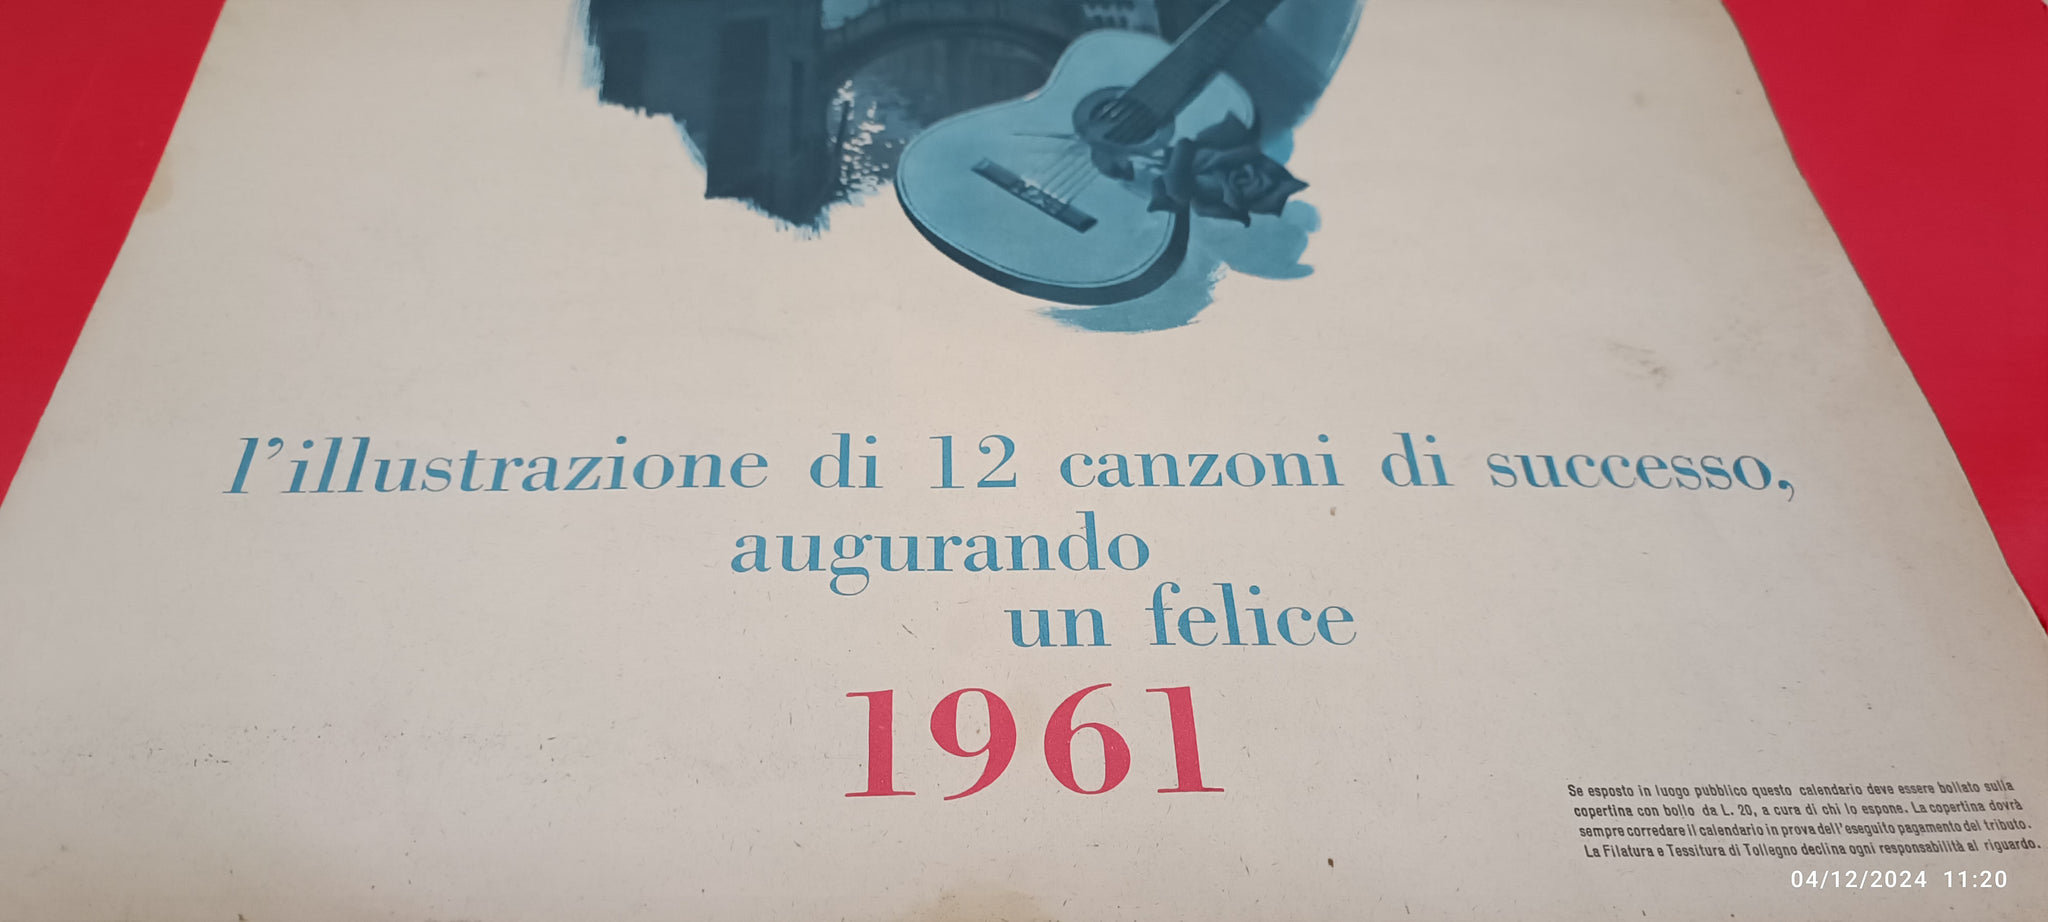 l'illustrazione di 12 canzoni di successo,
augurando
un felice
1961
Se esposto in luogo pubblico questo calendario deve essere bollato sulla
copertina con bollo da L. 20, a cura di chi lo espone. La copertina dovrà
sempre corredare il calendario in prova dell'eseguito pagamento del tributo.
La Filatura e Tessitura di Tollegno declina ogni responsabilità al riguardo.
04/12/2024 11:20